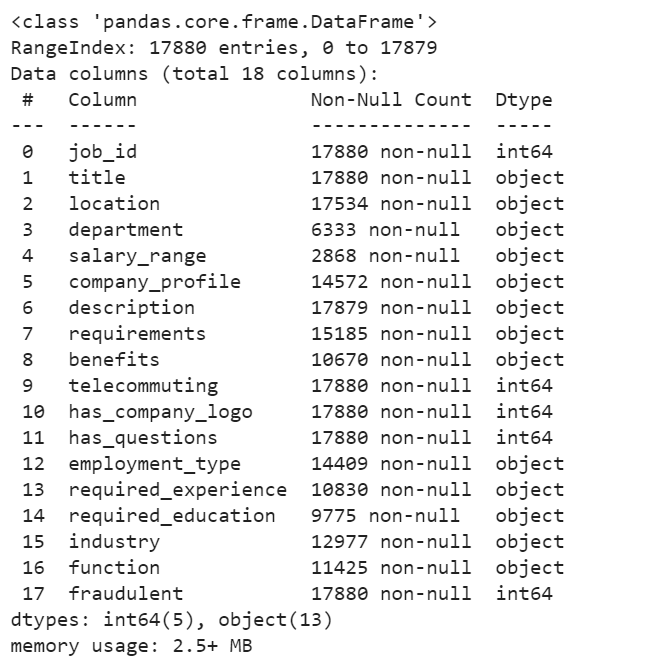 <class 'pandas.core.frame.DataFrame'>
RangeIndex: 17880 entries, 0 to 17879
Data columns (total 18 columns):
 #   Column               Non-Null Count  Dtype
---  ------               --------------  -----
 0   job_id               17880 non-null  int64
 1   title                17880 non-null  object
 2   location             17534 non-null  object
 3   department           6333 non-null   object
 4   salary_range         2868 non-null   object
 5   company_profile      14572 non-null  object
 6   description          17879 non-null  object
 7   requirements         15185 non-null  object
 8   benefits             10670 non-null  object
 9   telecommuting        17880 non-null  int64
 10  has_company_logo     17880 non-null  int64
 11  has_questions        17880 non-null  int64
 12  employment_type      14409 non-null  object
 13  required_experience  10830 non-null  object
 14  required_education   9775 non-null   object
 15  industry             12977 non-null  object
 16  function             11425 non-null  object
 17  fraudulent           17880 non-null  int64
dtypes: int64(5), object(13)
memory usage: 2.5+ MB